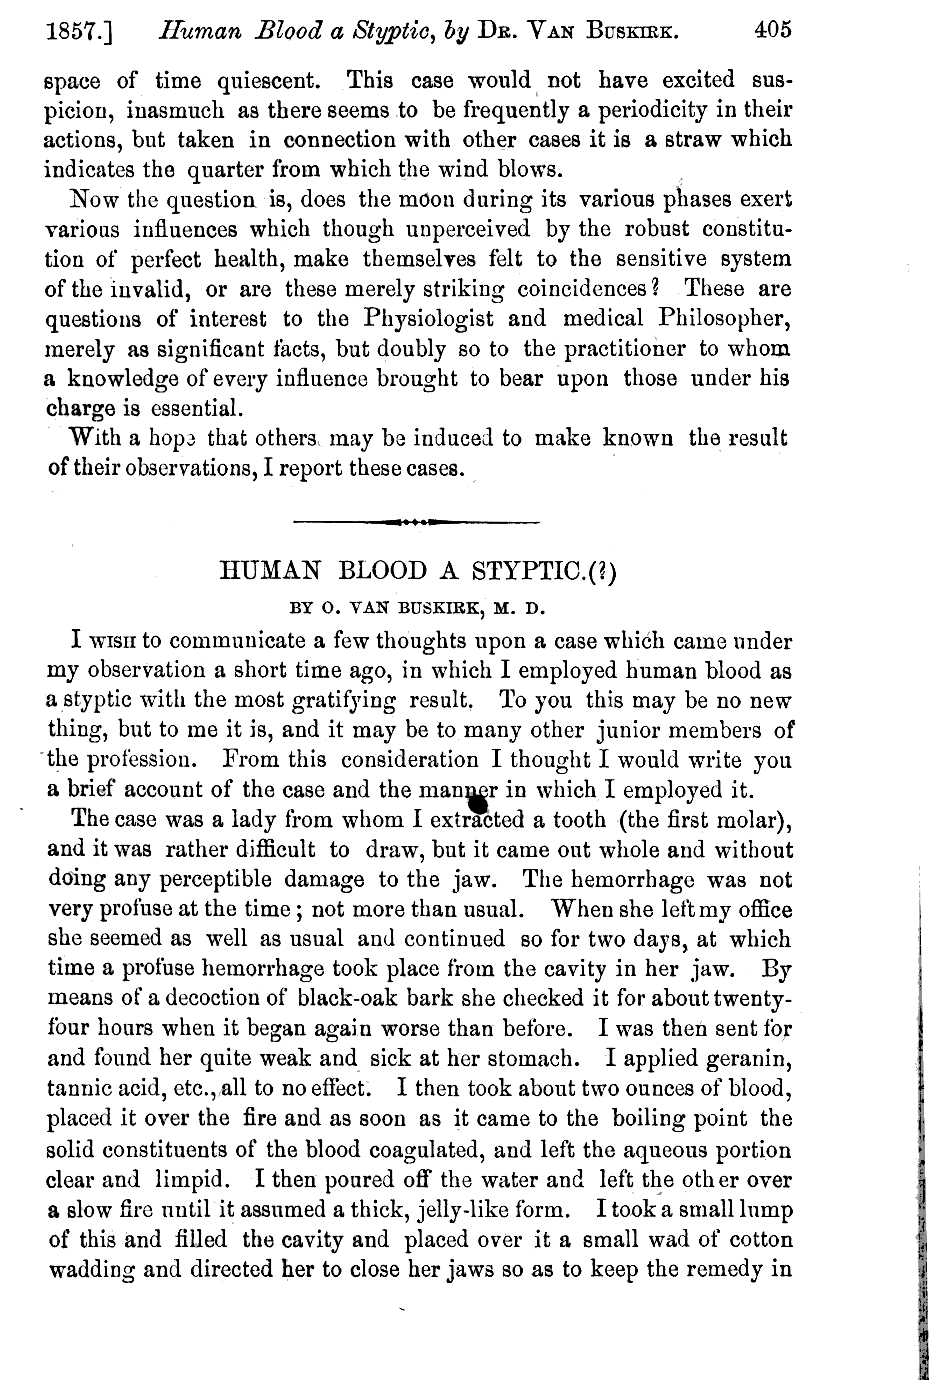 1857.] Human Blood a Styptic, by Dr. Van Buskirk. 405
space of time quiescent. This case would not have excited sus-
picion, inasmuch as there seems to be frequently a periodicity in their
actions, but taken in connection with other cases it is a straw which
indicates the quarter from which the wind blows.
Now the question is, does the moon during its various phases exert
various influences which though unperceived by the robust constitu-
tion of perfect health, make themselves felt to the sensitive system
of the invalid, or are these merely striking coincidences? These are
questions of interest to the Physiologist and medical Philosopher,
merely as significant facts, but doubly so to the practitioner to whom
a knowledge of every influence brought to bear upon those under his
charge is essential.
With a hope that others may be induced to make known the result
of their observations, I report these cases.
HUMAN BLOOD A STYPTIC.(?)
BY O. VAN BUSKIRK, M. D.
I WISH to communicate a few thoughts upon a case which came under
my observation a short time ago, in which I employed human blood as
a styptic with the most gratifying result. To you this may be no new
thing, but to me it is, and it may be to many other junior members of
the profession. From this consideration I thought I would write you
a brief account of the case and the manner in which I employed it.
The case was a lady from whom I extracted a tooth (the first molar),
and it was rather difficult to draw, but it came out whole and without
doing any perceptible damage to the jaw. The hemorrhage was not
very profuse at the time; not more than usual. When she left my office
she seemed as well as usual and continued so for two days, at which
time a profuse hemorrhage took place from the cavity in her jaw. By
means of a decoction of black-oak bark she checked it for about twenty-
four hours when it began again worse than before. I was then sent for
and found her quite weak and sick at her stomach. I applied geranin,
tannic acid, etc., all to no effect. I then took about two ounces of blood,
placed it over the fire and as soon as it came to the boiling point the
solid constituents of the blood coagulated, and left the aqueous portion
clear and limpid. I then poured off the water and left the other over
a slow fire until it assumed a thick, jelly-like form. I took a small lump
of this and filled the cavity and placed over it a small wad of cotton
wadding and directed her to close her jaws so as to keep the remedy in